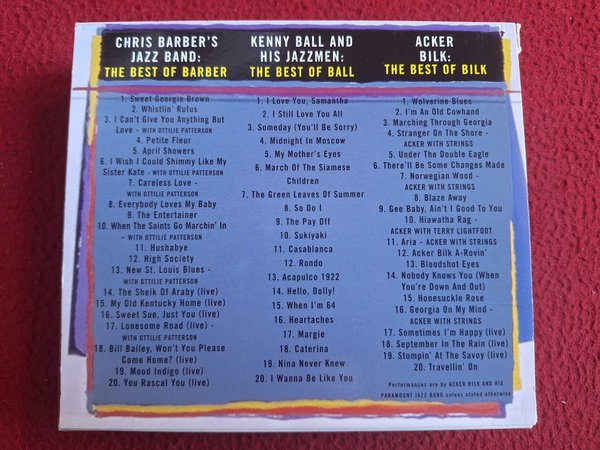 CHRIS BARBER'S
JAZZ BAND:
THE BEST OF BARBER
1. Sweet Georgia Brown
2. Whistlin' Rufus
3. I Can't Give You Anything But
Love - WITH OTTILIE PATTERSON
4. Petite Fleur
5. April Showers
6. I Wish I Could Shimmy Like My
Sister Kate - WITH OTTILIE PATTERSON
7. Careless Love -
WITH OTTILIE PATTERSON
8. Everybody Loves My Baby
9. The Entertainer
10. When The Saints Go Marchin' In
- WITH OTTILIE PATTERSON
11. Hushabye
12. High Society
13. New St. Louis Blues -
WITH OTTILIE PATTERSON
14. The Sheik Of Araby (live)
15. My Old Kentucky Home (live)
16. Sweet Sue, Just You (live)
17. Lonesome Road (live) -
WITH OTTILIE PATTERSON
18. Bill Bailey, Won't You Please
Come Home? (live)
19. Mood Indigo (live)
20. You Rascal You (live)
KENNY BALL AND
HIS JAZZMEN:
THE BEST OF BALL
1. I Love You, Samantha
2. I Still Love You All
3. Someday (You'll Be Sorry)
4. Midnight In Moscow
5. My Mother's Eyes
6. March Of The Siamese
Children
7. The Green Leaves Of Summer
8. So Do I
9. The Pay Off
10. Sukiyaki
11. Casablanca
12. Rondo
13. Acapulco 1922
14. Hello, Dolly!
15. When I'm 64
16. Heartaches
17. Margie
18. Caterina
19. Nina Never Knew
20. I Wanna Be Like You
ACKER
BILK:
THE BEST OF BILK
1. Wolverine Blues
2. I'm An Old Cowhand
3. Marching Through Georgia
4. Stranger On The Shore -
ACKER WITH STRINGS
5. Under The Double Eagle
6. There'll Be Some Changes Made
7. Norwegian Wood -
ACKER WITH STRINGS
8. Blaze Away
9. Gee Baby, Ain't I Good To You
10. Hiawatha Rag -
ACKER WITH TERRY LIGHTFOOT
11. Aria - ACKER WITH STRINGS
12. Acker Bilk A-Rovin'
13. Bloodshot Eyes
14. Nobody Knows You (When
You're Down And Out)
15. Honeysuckle Rose
16. Georgia On My Mind -
ACKER WITH STRINGS
17. Sometimes I'm Happy (live)
18. September In The Rain (live)
19. Stompin' At The Savoy (live)
20. Travellin' On
Performances are by ACKER BILK AND HIS
PARAMOUNT JAZZ BAND unless stated otherwise